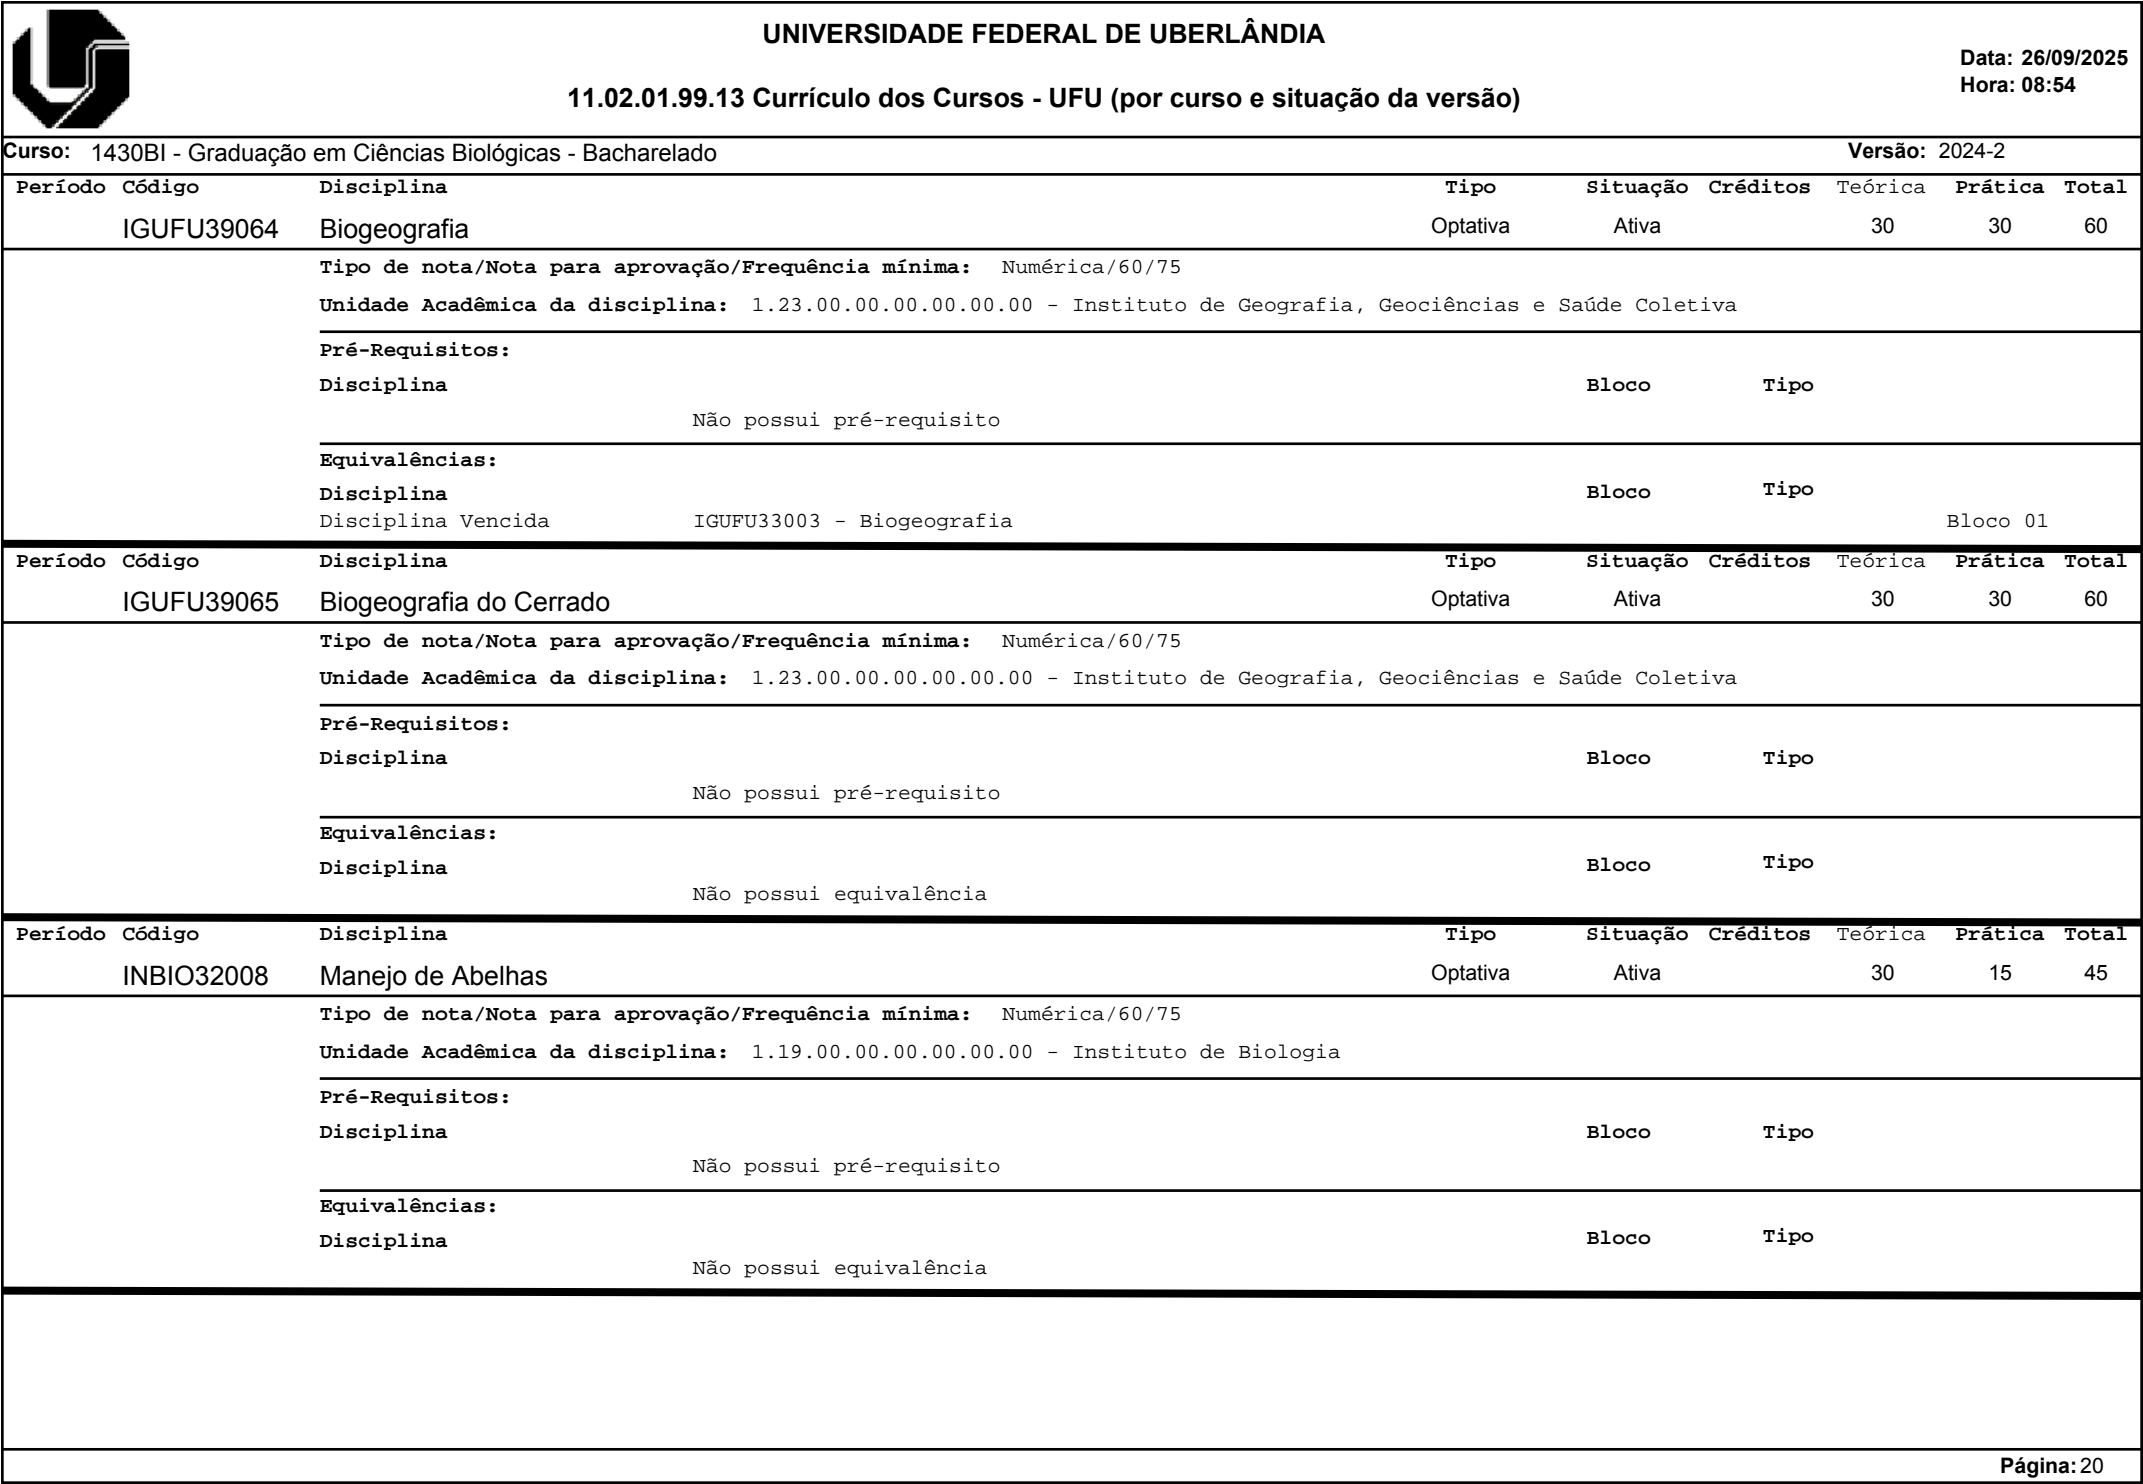 UNIVERSIDADE FEDERAL DE UBERLÂNDIA
Data: 26/09/2025
Hora: 08:54
11.02.01.99.13 Currículo dos Cursos - UFU (por curso e situação da versão)
Curso: 1430BI - Graduação em Ciências Biológicas - Bacharelado Versão: 2024-2
Período Código Disciplina Tipo Situação Créditos Teórica Prática Total
IGUFU39064 Biogeografia Optativa Ativa 30 30 60
Tipo de nota/Nota para aprovação/Frequência mínima: Numérica/60/75
Unidade Acadêmica da disciplina: 1.23.00.00.00.00.00.00 - Instituto de Geografia, Geociências e Saúde Coletiva
Pré-Requisitos:
Disciplina Bloco Tipo
Não possui pré-requisito
Equivalências:
Disciplina Bloco Tipo
Disciplina Vencida IGUFU33003 - Biogeografia Bloco 01
Período Código Disciplina Tipo Situação Créditos Teórica Prática Total
IGUFU39065 Biogeografia do Cerrado Optativa Ativa 30 30 60
Tipo de nota/Nota para aprovação/Frequência mínima: Numérica/60/75
Unidade Acadêmica da disciplina: 1.23.00.00.00.00.00.00 - Instituto de Geografia, Geociências e Saúde Coletiva
Pré-Requisitos:
Disciplina Bloco Tipo
Não possui pré-requisito
Equivalências:
Disciplina Bloco Tipo
Não possui equivalência
Período Código Disciplina Tipo Situação Créditos Teórica Prática Total
INBIO32008 Manejo de Abelhas Optativa Ativa 30 15 45
Tipo de nota/Nota para aprovação/Frequência mínima: Numérica/60/75
Unidade Acadêmica da disciplina: 1.19.00.00.00.00.00.00 - Instituto de Biologia
Pré-Requisitos:
Disciplina Bloco Tipo
Não possui pré-requisito
Equivalências:
Disciplina Bloco Tipo
Não possui equivalência
Página: 20